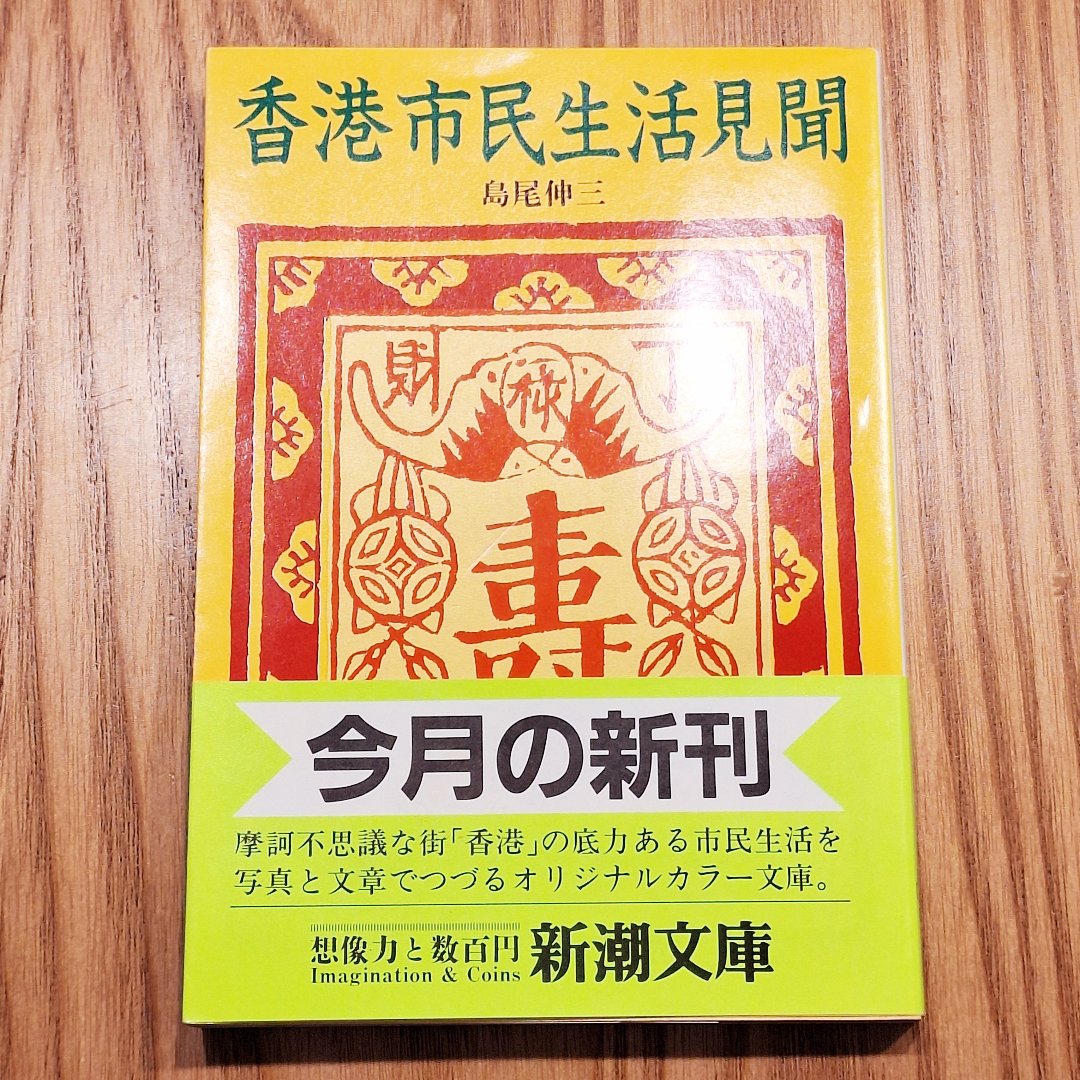 香港市民生活見聞
島尾伸三
財
禄
丁
壽
今月の新刊
摩訶不思議な街「香港」の底力ある市民生活を
写真と文章でつづるオリジナルカラー文庫。
想像力と数百円
Imagination & Coins
新潮文庫